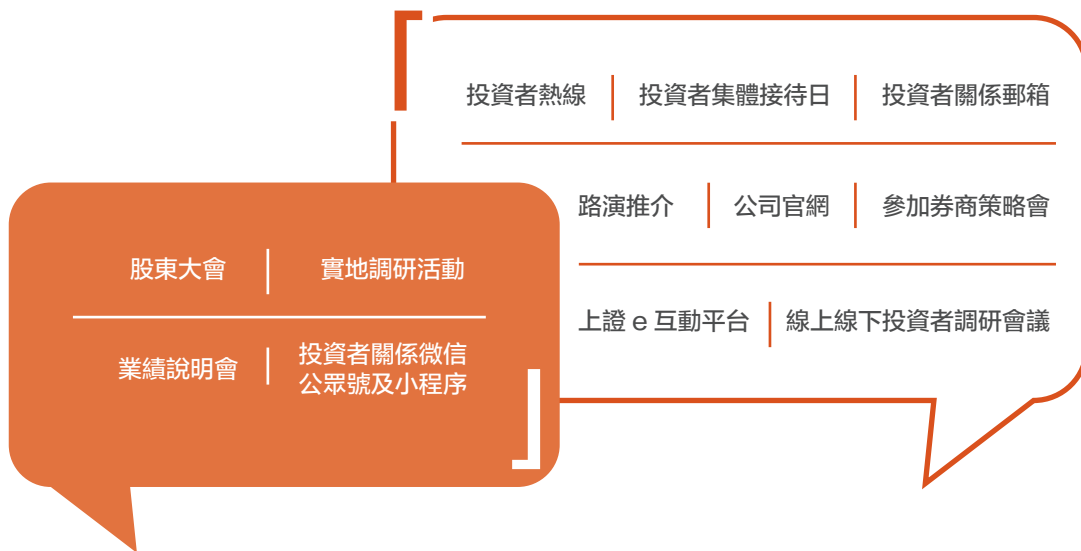 投資者熱線
投資者集體接待日
投資者關係郵箱
路演推介
公司官網
參加券商策略會
上證 e 互動平台
線上線下投資者調研會議
股東大會
實地調研活動
業績說明會
投資者關係微信
公眾號及小程序